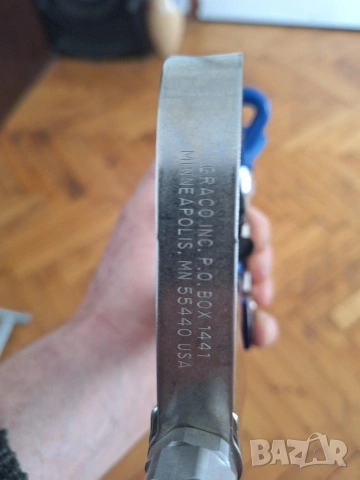 GRACO INC. P.O. BOX 1441
MINNEAPOLIS, MN 55440 USA
BAZAR